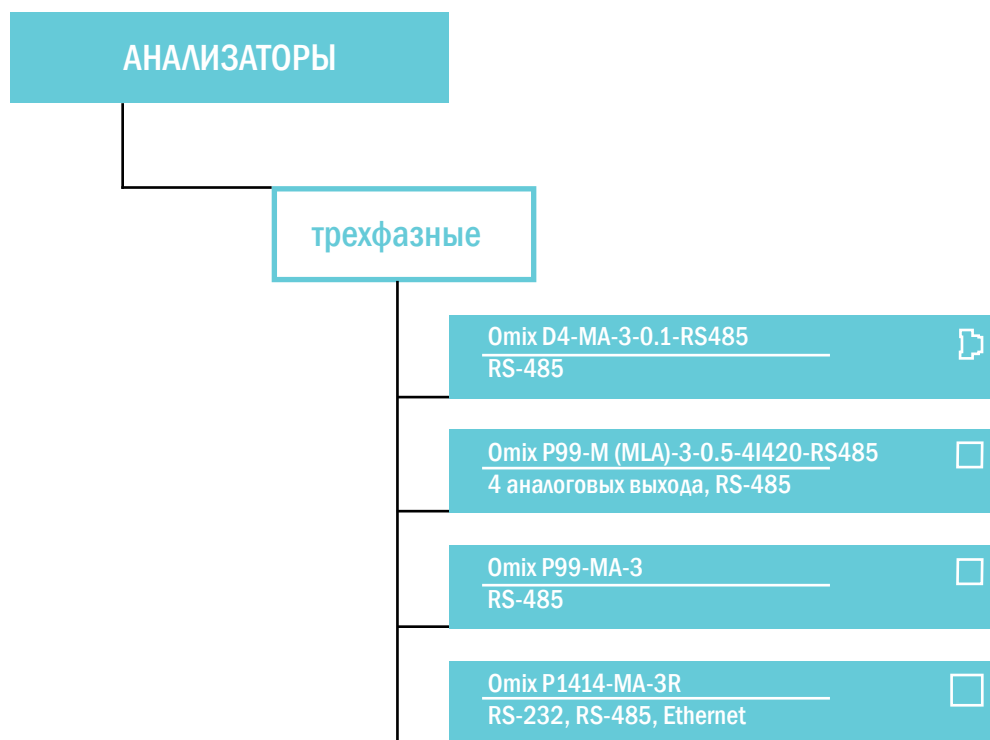 АНАЛИЗАТОРЫ
трехфазные
Omix D4-MA-3-0.1-RS485
RS-485
Omix P99-M (MLA)-3-0.5-4I420-RS485
4 аналоговых выхода, RS-485
Omix P99-MA-3
RS-485
Omix P1414-MA-3R
RS-232, RS-485, Ethernet